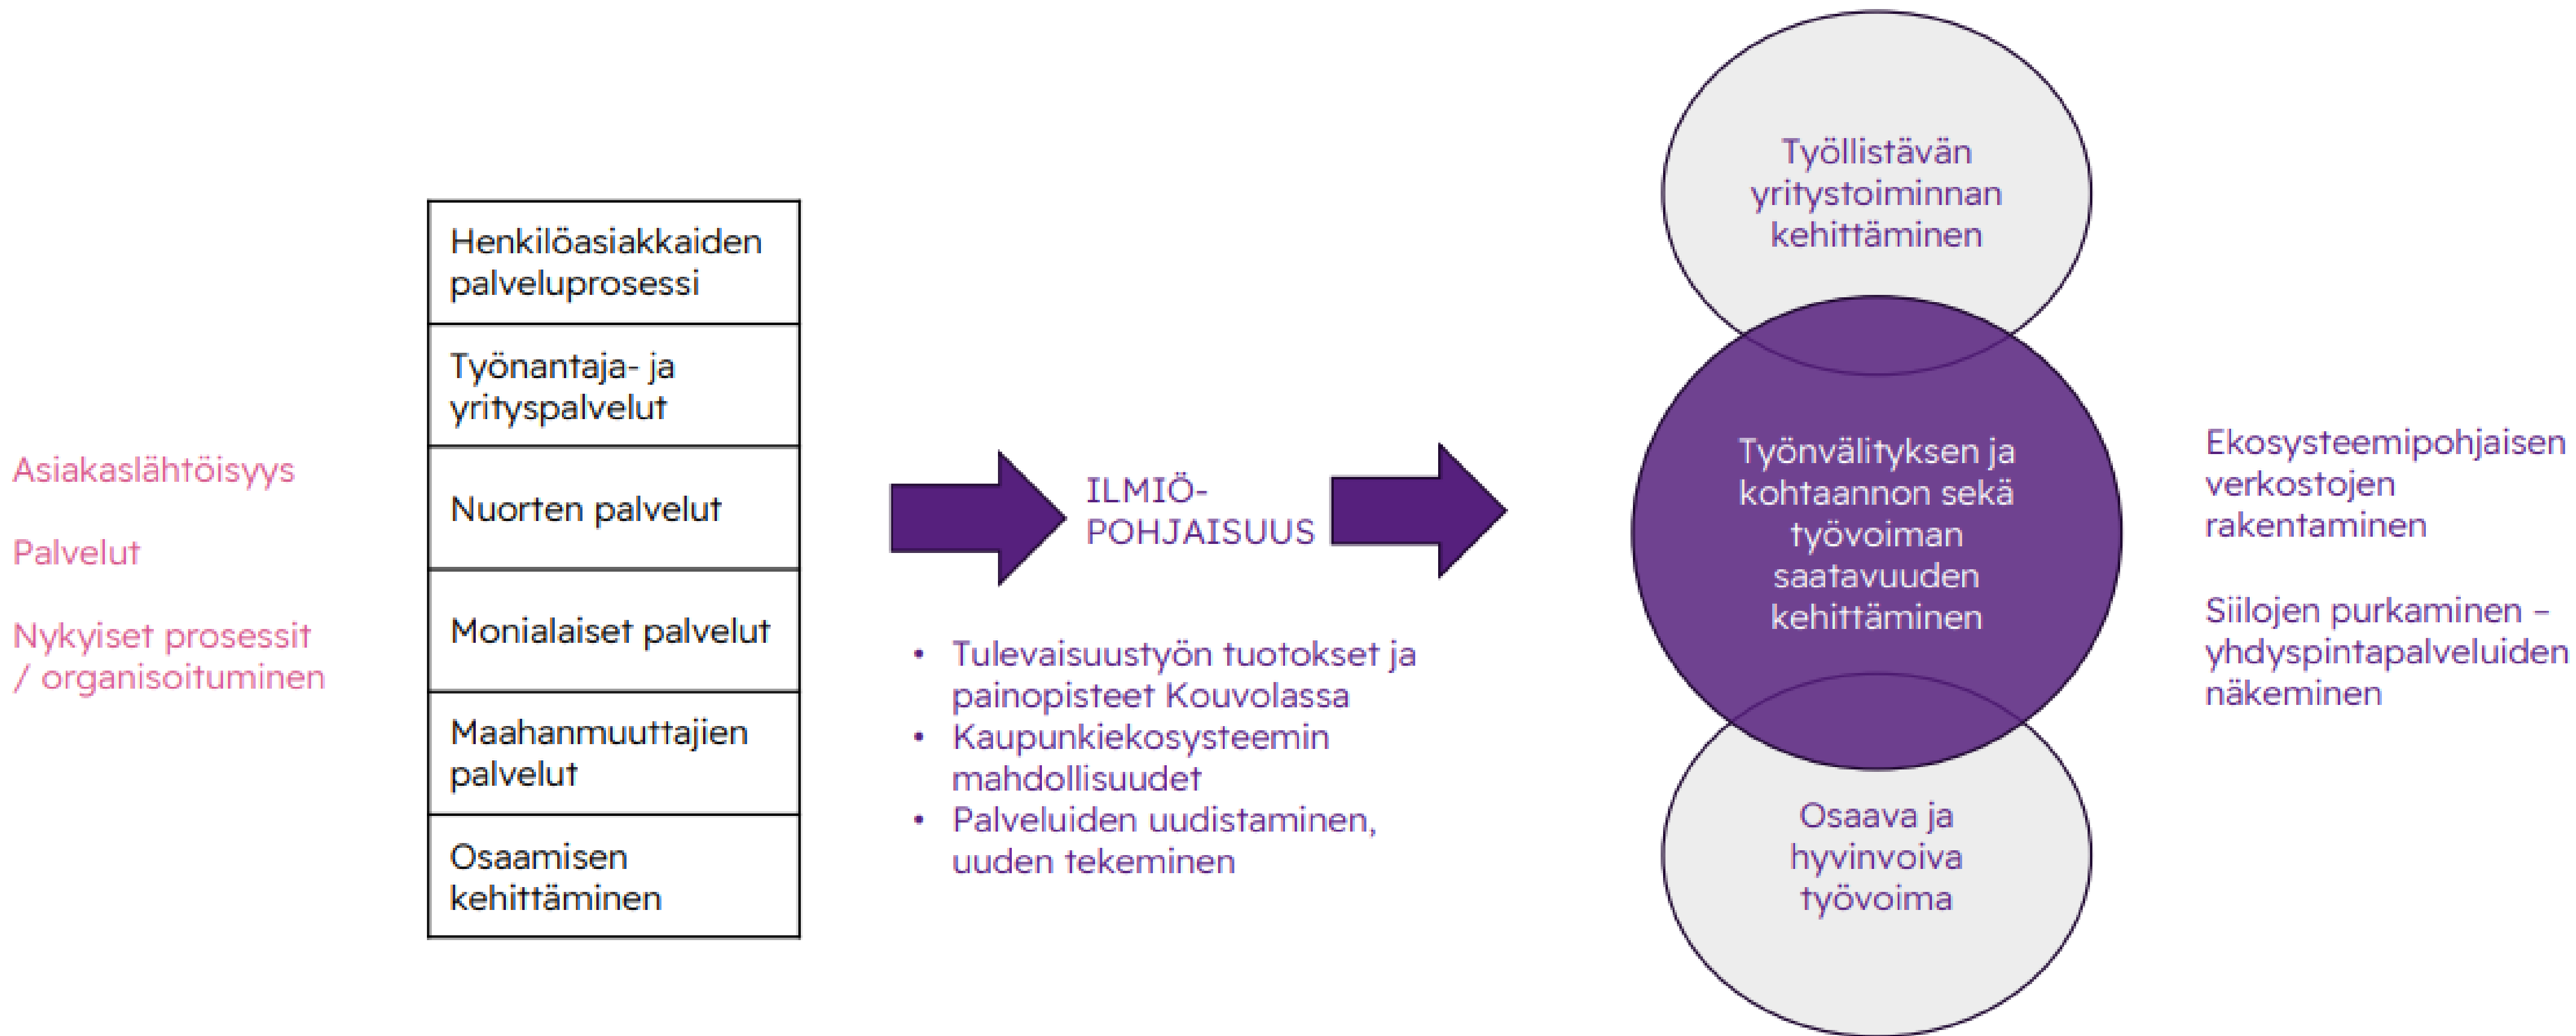 Asiakaslähtöisyys
Palvelut
Nykyiset prosessit
/ organisoituminen
Henkilöasiakkaiden
palveluprosessi
Työnantaja- ja
yrityspalvelut
Nuorten palvelut
Monialaiset palvelut
Maahanmuuttajien
palvelut
Osaamisen
kehittäminen
ILMIÖ-
POHJAISUUS
• Tulevaisuustyön tuotokset ja
painopisteet Kouvolassa
• Kaupunkiekosysteemin
mahdollisuudet
• Palveluiden uudistaminen,
uuden tekeminen
Työllistävän
yritystoiminnan
kehittäminen
Työnvälityksen ja
kohtaannon sekä
työvoiman
saatavuuden
kehittäminen
Osaava ja
hyvinvoiva
työvoima
Ekosysteemipohjaisen
verkostojen
rakentaminen
Siilojen purkaminen –
yhdyspintapalveluiden
näkeminen